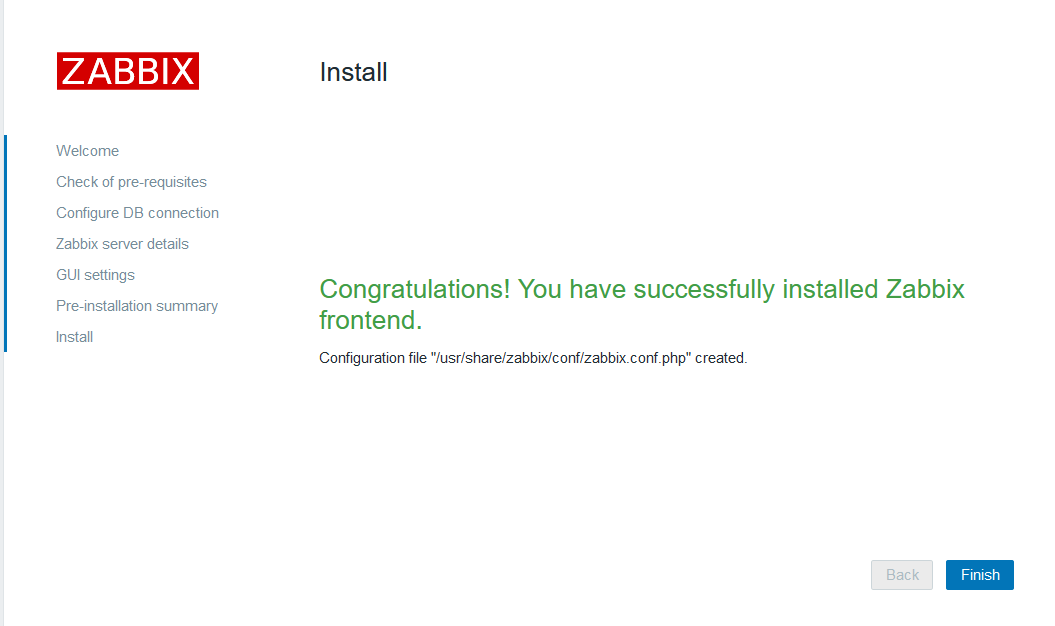 ZABBIX
Install
Welcome
Check of pre-requisites
Configure DB connection
Zabbix server details
GUI settings
Pre-installation summary
Install
Congratulations! You have successfully installed Zabbix
frontend.
Configuration file "/usr/share/zabbix/conf/zabbix.conf.php" created.
Back
Finish